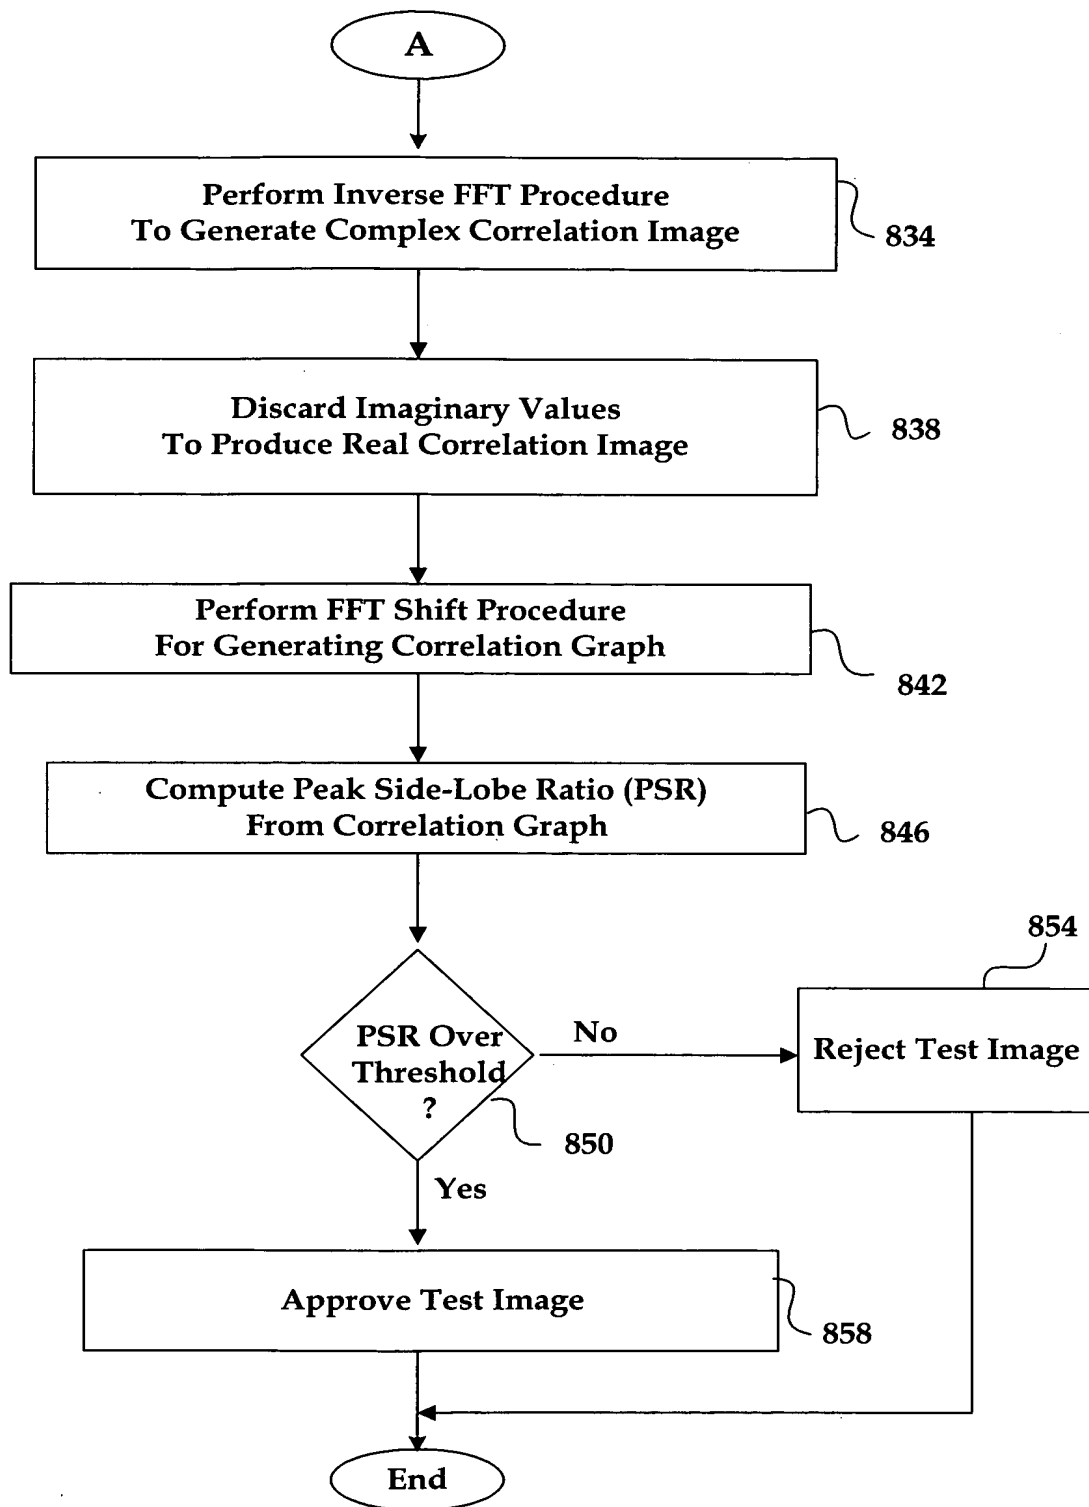 A
Perform Inverse FFT Procedure
To Generate Complex Correlation Image
834
Discard Imaginary Values
To Produce Real Correlation Image
838
Perform FFT Shift Procedure
For Generating Correlation Graph
842
Compute Peak Side-Lobe Ratio (PSR)
From Correlation Graph
846
PSR Over
Threshold
?
850
No
854
Reject Test Image
Yes
Approve Test Image
858
End